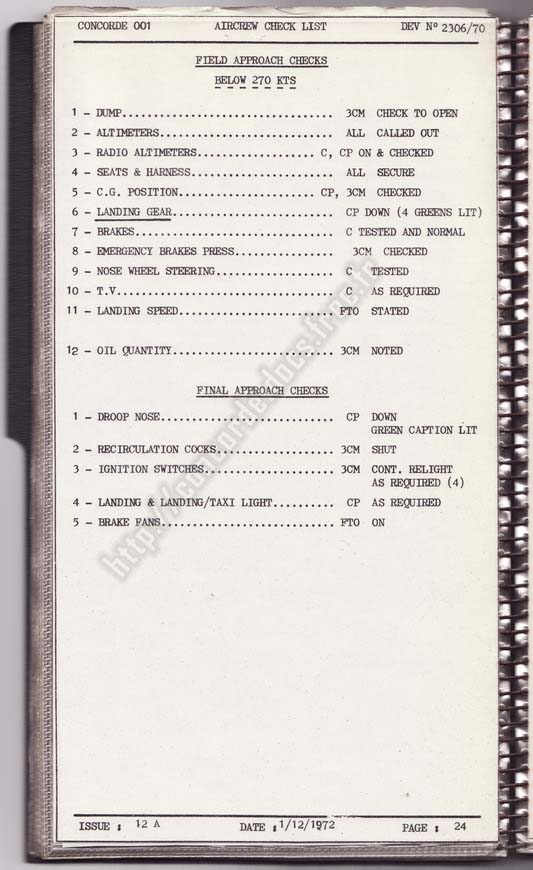 CONCORDE 001 AIRCREW CHECK LIST DEV N° 2306/70
FIELD APPROACH CHECKS
BELOW 270 KTS
1 - DUMP................................. 3CM CHECK TO OPEN
2 - ALTIMETERS........................... ALL CALLED OUT
3 - RADIO ALTIMETERS................... C, CP ON & CHECKED
4 - SEATS & HARNESS...................... ALL SECURE
5 - C.G. POSITION...................... CP, 3CM CHECKED
6 - LANDING GEAR......................... CP DOWN (4 GREENS LIT)
7 - BRAKES............................... C TESTED AND NORMAL
8 - EMERGENCY BRAKES PRESS............... 3CM CHECKED
9 - NOSE WHEEL STEERING.................. C TESTED
10 - T.V................................. C AS REQUIRED
11 - LANDING SPEED....................... FTO STATED
12 - OIL QUANTITY........................ 3CM NOTED
FINAL APPROACH CHECKS
1 - DROOP NOSE........................... CP DOWN
GREEN CAPTION LIT
2 - RECIRCULATION COCKS.................. 3CM SHUT
3 - IGNITION SWITCHES.................... 3CM CONT. RELIGHT
AS REQUIRED (4)
4 - LANDING & LANDING/TAXI LIGHT......... CP AS REQUIRED
5 - BRAKE FANS........................... FTO ON
http://concordedocs.free.fr
ISSUE : 12 A DATE : 1/12/1972 PAGE : 24